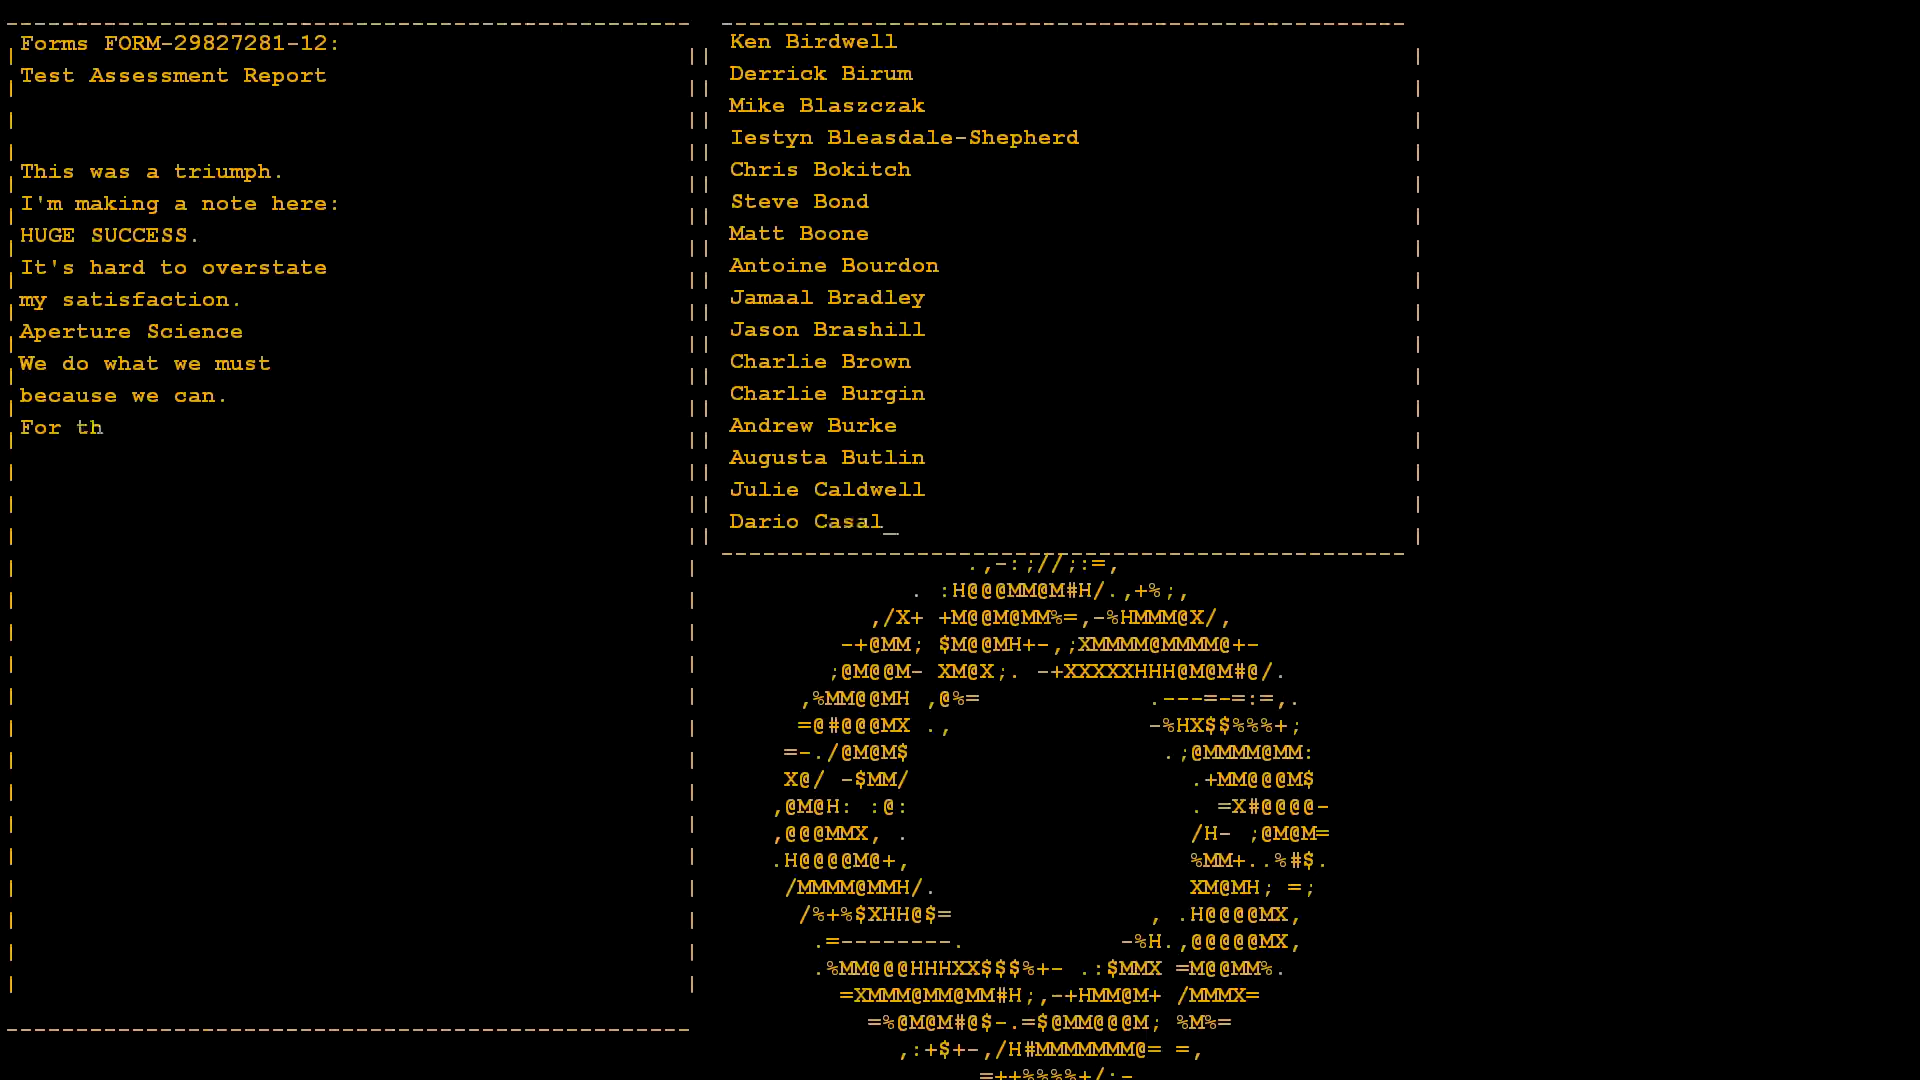 Forms FORM-29827281-12:
Test Assessment Report
This was a triumph.
I'm making a note here:
HUGE SUCCESS.
It's hard to overstate
my satisfaction.
Aperture Science
We do what we must
because we can.
For th
Ken Birdwell
Derrick Birum
Mike Blaszczak
Iestyn Bleasdale-Shepherd
Chris Bokitch
Steve Bond
Matt Boone
Antoine Bourdon
Jamaal Bradley
Jason Brashill
Charlie Brown
Charlie Burgin
Andrew Burke
Augusta Butlin
Julie Caldwell
Dario Casal_